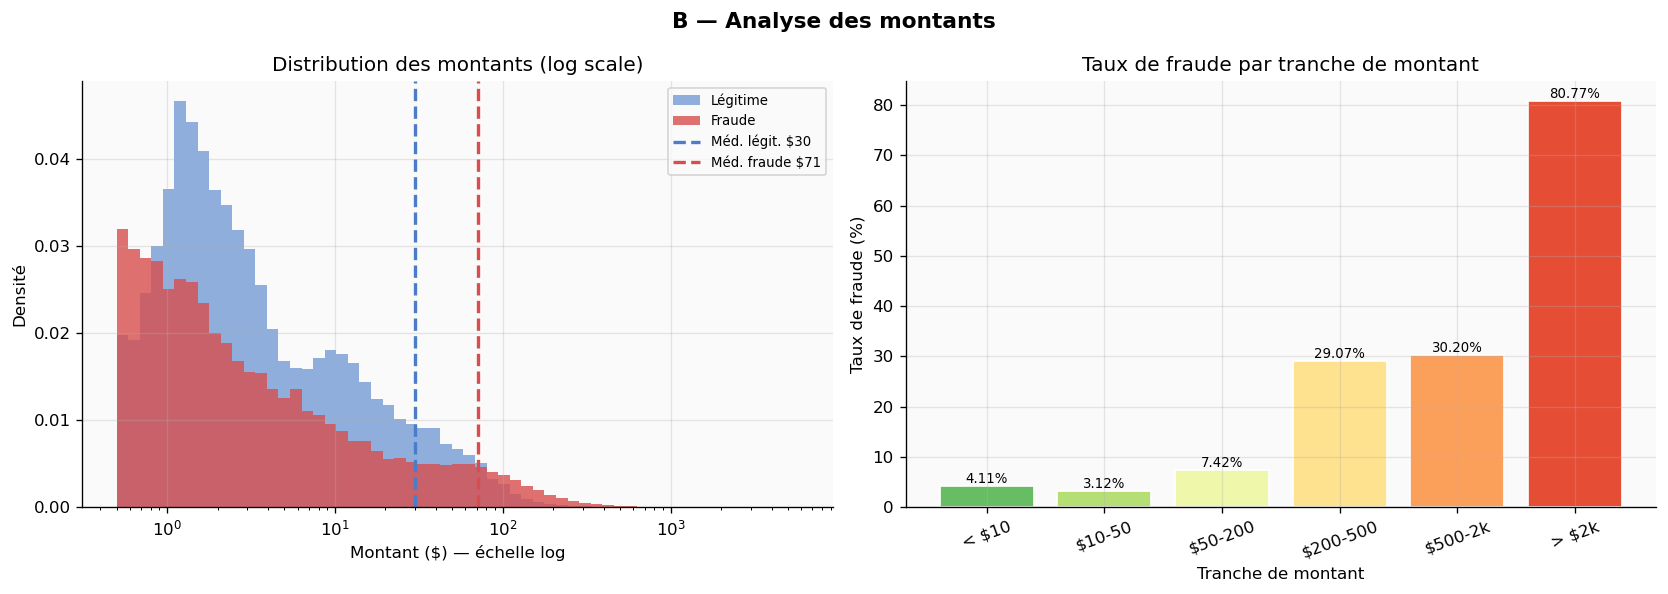 B — Analyse des montants
Distribution des montants (log scale)
Densité
0.04
0.03
0.02
0.01
0.00
10⁰
10¹
10²
10³
Montant ($) — échelle log
Légitime
Fraude
Méd. légit. $30
Méd. fraude $71
Taux de fraude par tranche de montant
Taux de fraude (%)
80
70
60
50
40
30
20
10
0
4.11%
3.12%
7.42%
29.07%
30.20%
80.77%
< $10
$10-50
$50-200
$200-500
$500-2k
> $2k
Tranche de montant